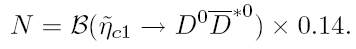 N = \mathcal{B}(\tilde{\eta}_{c1} \to D^0 \overline{D}^{*0}) \times 0.14.